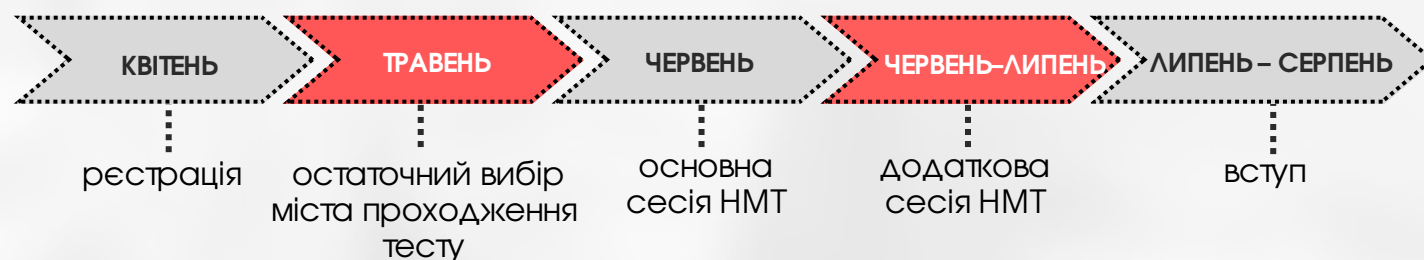 КВІТЕНЬ
ТРАВЕНЬ
ЧЕРВЕНЬ
ЧЕРВЕНЬ–ЛИПЕНЬ
ЛИПЕНЬ – СЕРПЕНЬ
рєстрація
остаточний вибір
міста проходження
тесту
основна
сесія НМТ
додаткова
сесія НМТ
вступ